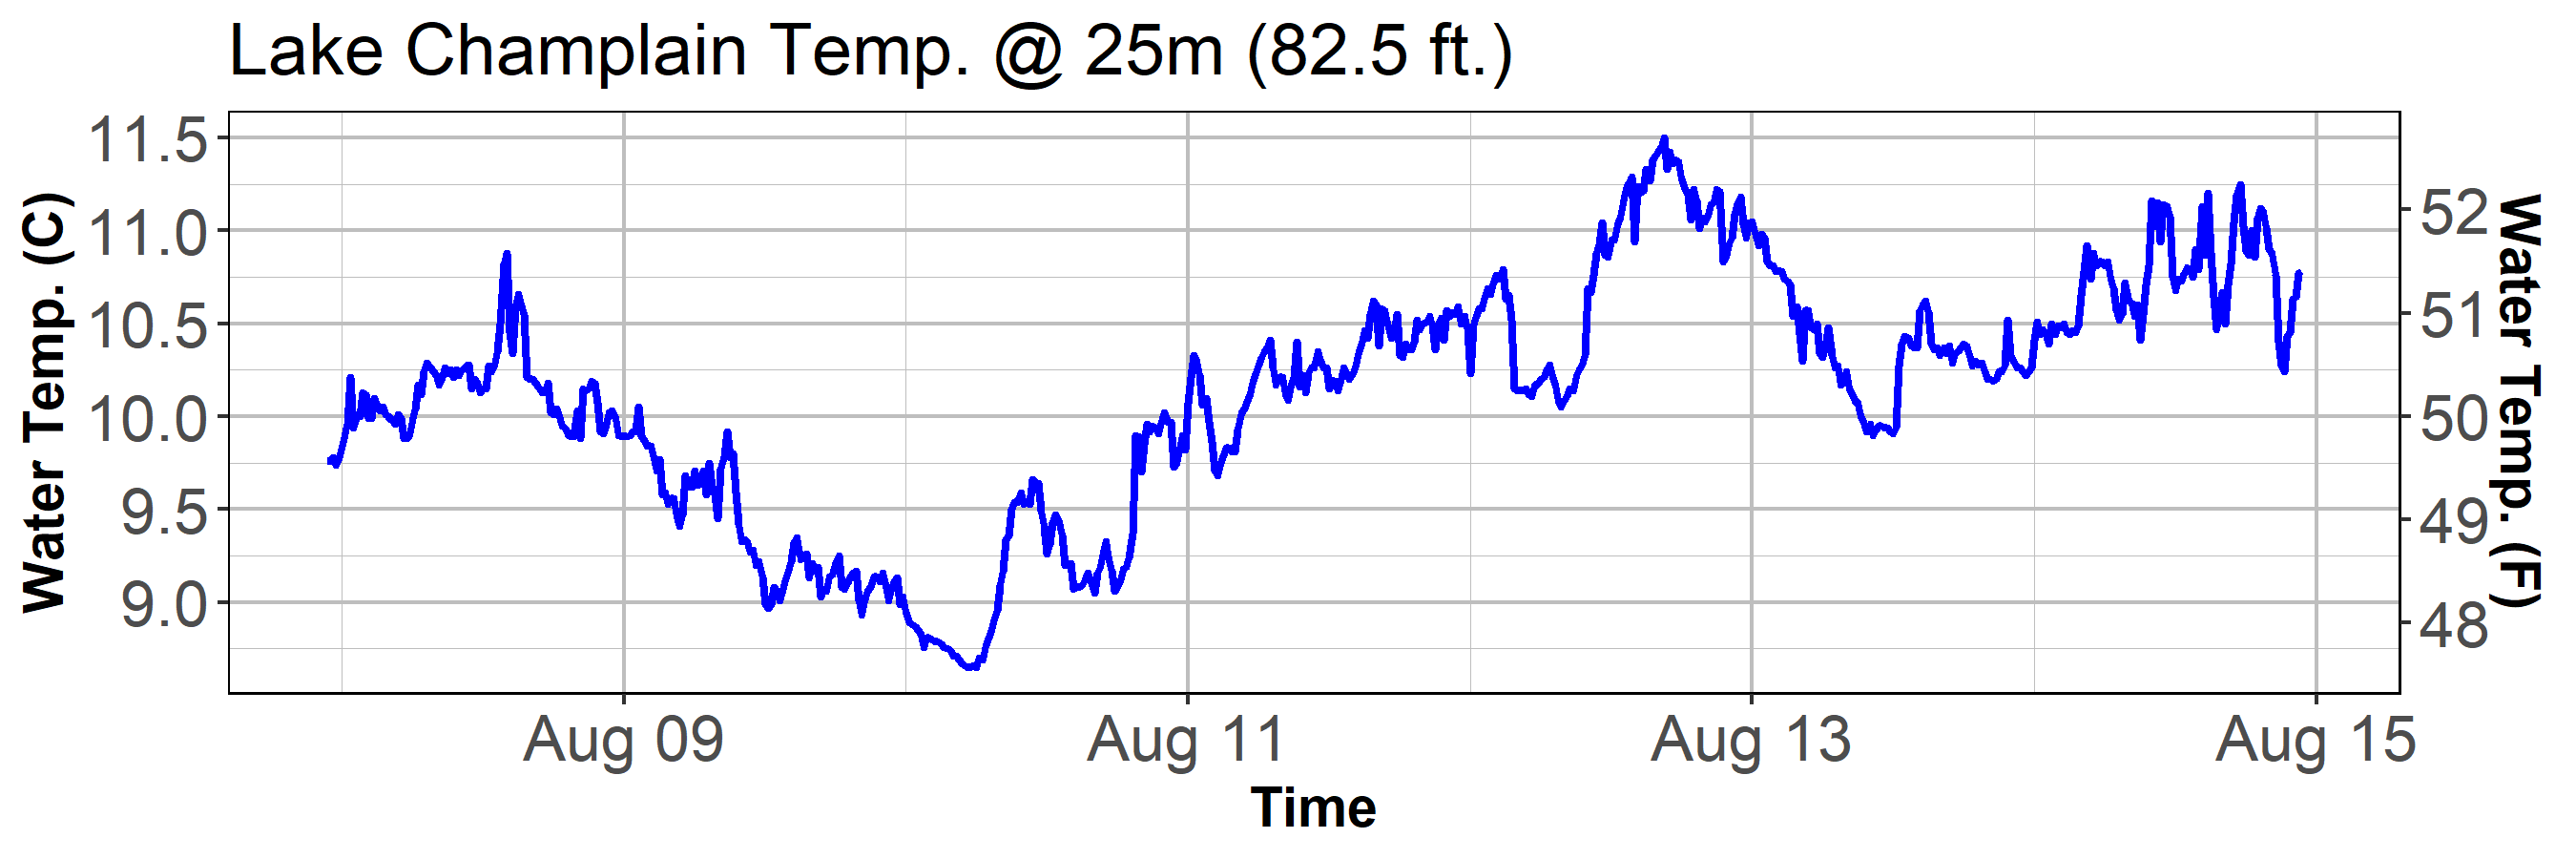 Lake Champlain Temp. @ 25m (82.5 ft.)
Water Temp. (C)
11.5
11.0
10.5
10.0
9.5
9.0
52
51
50
49
48
Water Temp. (F)
Aug 09
Aug 11
Aug 13
Aug 15
Time